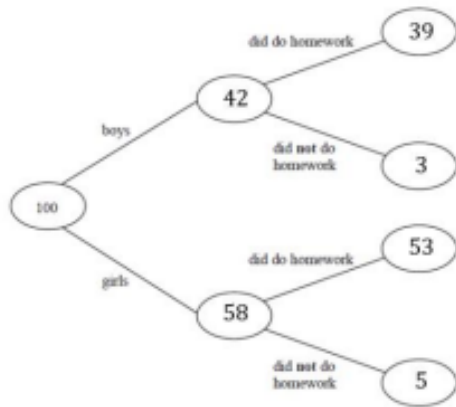 did do homework
39
42
boys
did not do
homework
3
100
did do homework
53
girls
58
did not do
homework
5